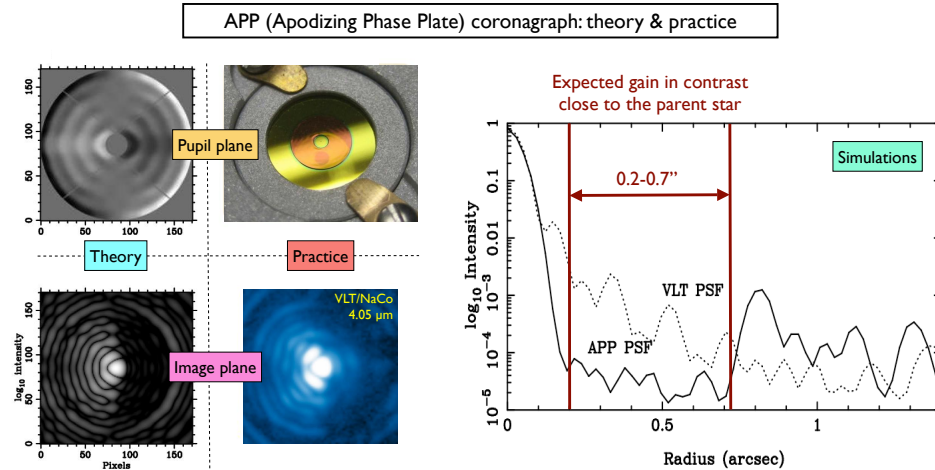 APP (Apodizing Phase Plate) coronagraph: theory & practice
150
100
50
0
0
50
100
150
Pupil plane
Theory
Practice
log₁₀ intensity
150
100
50
0
0
50
100
150
Pixels
Image plane
VLT/NaCo
4.05 µm
Expected gain in contrast
close to the parent star
Simulations
0.2-0.7”
VLT PSF
APP PSF
log₁₀ Intensity
1
0.1
0.01
10⁻³
10⁻⁴
10⁻⁵
0
0.5
1
Radius (arcsec)